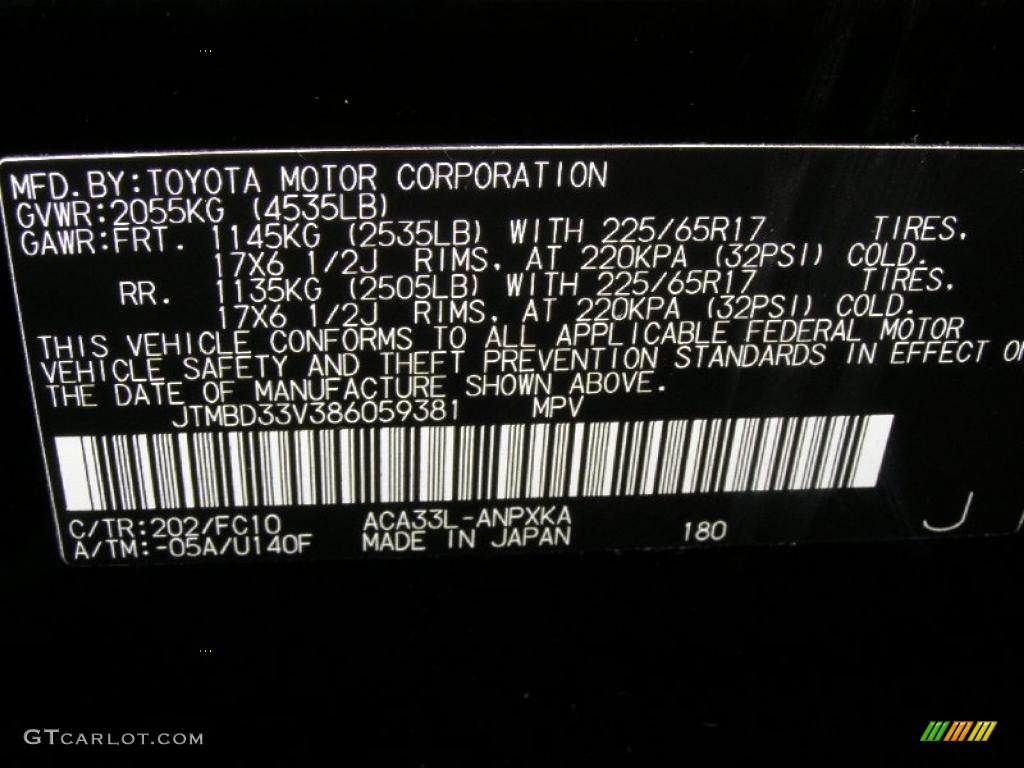 MFD.BY:TOYOTA MOTOR CORPORATION
GVWR:2055KG (4535LB)
GAWR:FRT. 1145KG (2535LB) WITH 225/65R17 TIRES,
17X6 1/2J RIMS, AT 220KPA (32PSI) COLD.
RR. 1135KG (2505LB) WITH 225/65R17 TIRES,
17X6 1/2J RIMS, AT 220KPA (32PSI) COLD.
THIS VEHICLE CONFORMS TO ALL APPLICABLE FEDERAL MOTOR
VEHICLE SAFETY AND THEFT PREVENTION STANDARDS IN EFFECT ON
THE DATE OF MANUFACTURE SHOWN ABOVE.
JTMBD33V386059381 MPV
C/TR:202/FC10 ACA33L-ANPXKA 180 J
A/TM:-05A/U140F MADE IN JAPAN
GTCARLOT.COM